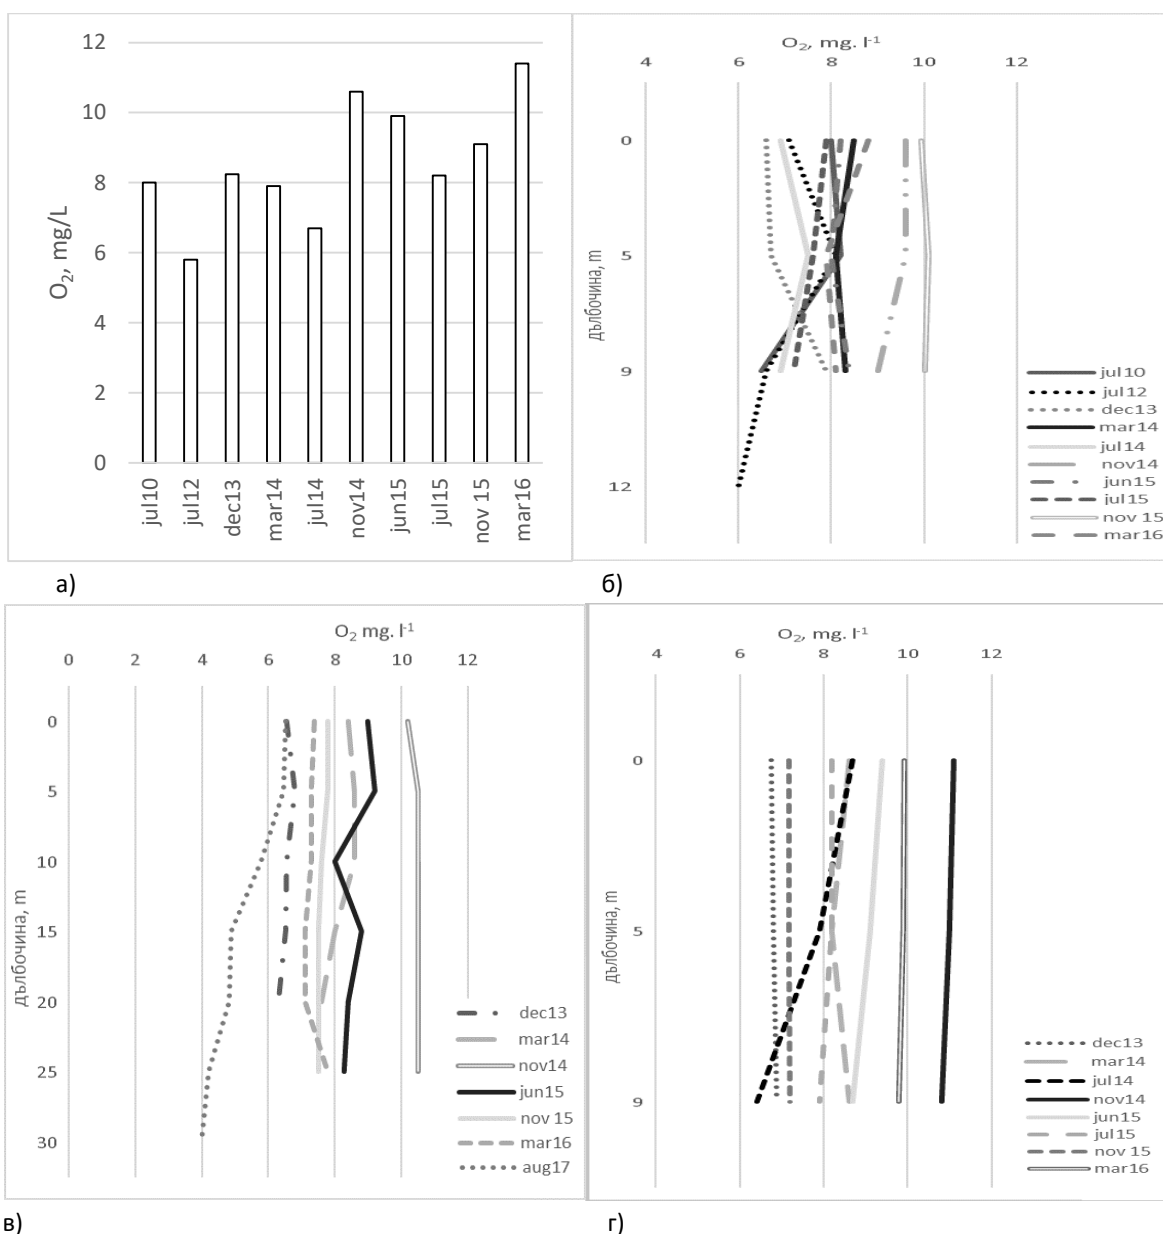 12
10
8
6
4
2
0
O2, mg/L
jul10
jul12
dec13
mar14
jul14
nov14
jun15
jul15
nov 15
mar16
а)
O2, mg. l-1
4 6 8 10 12
0
5
9
12
дълбочина, m
jul10
jul12
dec13
mar14
jul14
nov14
jun15
jul15
nov 15
mar16
б)
O2 mg. l-1
0 2 4 6 8 10 12
0
5
10
15
20
25
30
дълбочина, m
dec13
mar14
nov14
jun15
nov 15
mar16
aug17
в)
O2, mg. l-1
4 6 8 10 12
0
5
9
дълбочина, m
dec13
mar14
jul14
nov14
jun15
jul15
nov 15
mar16
г)